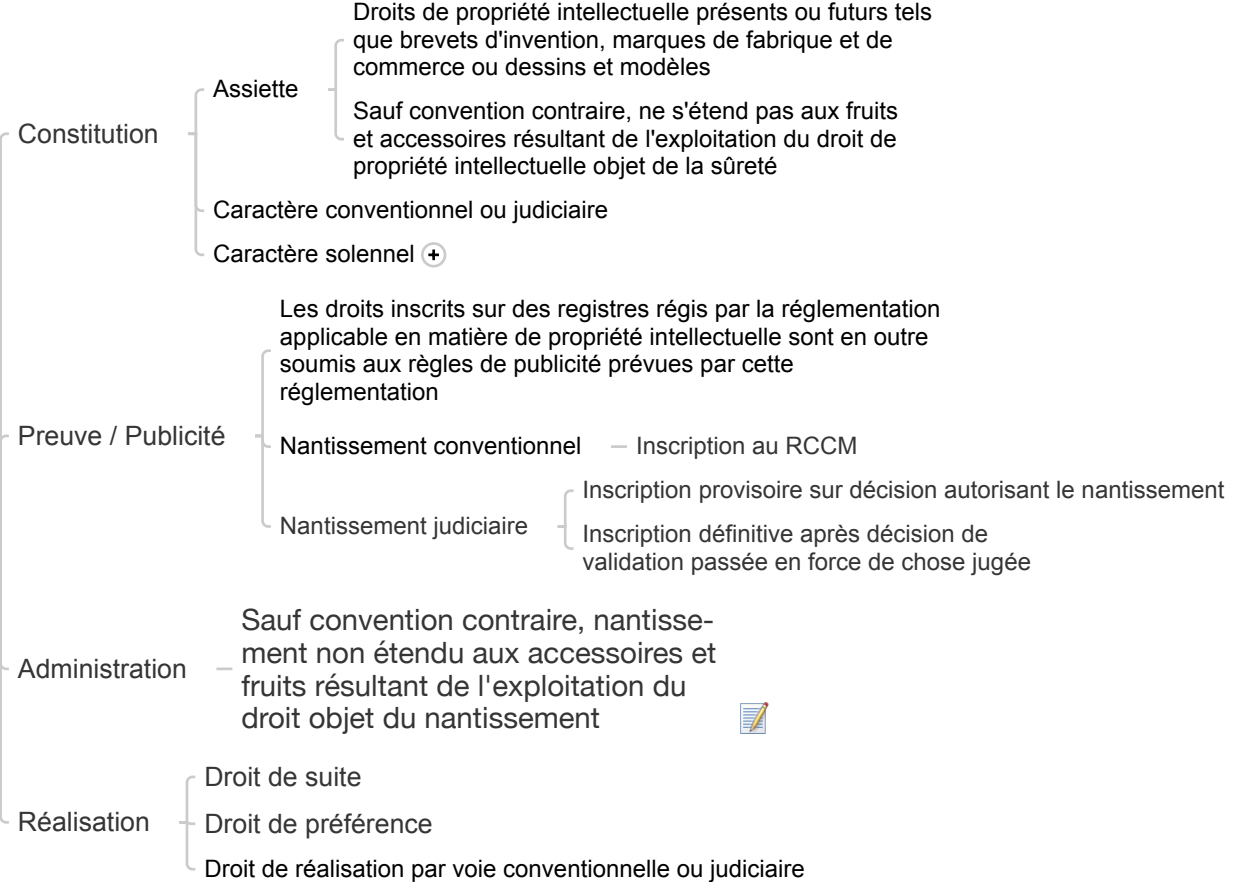 Droits de propriété intellectuelle présents ou futurs tels
que brevets d'invention, marques de fabrique et de
commerce ou dessins et modèles
Assiette
Sauf convention contraire, ne s'étend pas aux fruits
et accessoires résultant de l'exploitation du droit de
propriété intellectuelle objet de la sûreté
Constitution
Caractère conventionnel ou judiciaire
Caractère solennel
Les droits inscrits sur des registres régis par la réglementation
applicable en matière de propriété intellectuelle sont en outre
soumis aux règles de publicité prévues par cette
réglementation
Preuve / Publicité
Nantissement conventionnel
Inscription au RCCM
Inscription provisoire sur décision autorisant le nantissement
Nantissement judiciaire
Inscription définitive après décision de
validation passée en force de chose jugée
Sauf convention contraire, nantisse-
ment non étendu aux accessoires et
fruits résultant de l'exploitation du
droit objet du nantissement
Administration
Droit de suite
Réalisation
Droit de préférence
Droit de réalisation par voie conventionnelle ou judiciaire